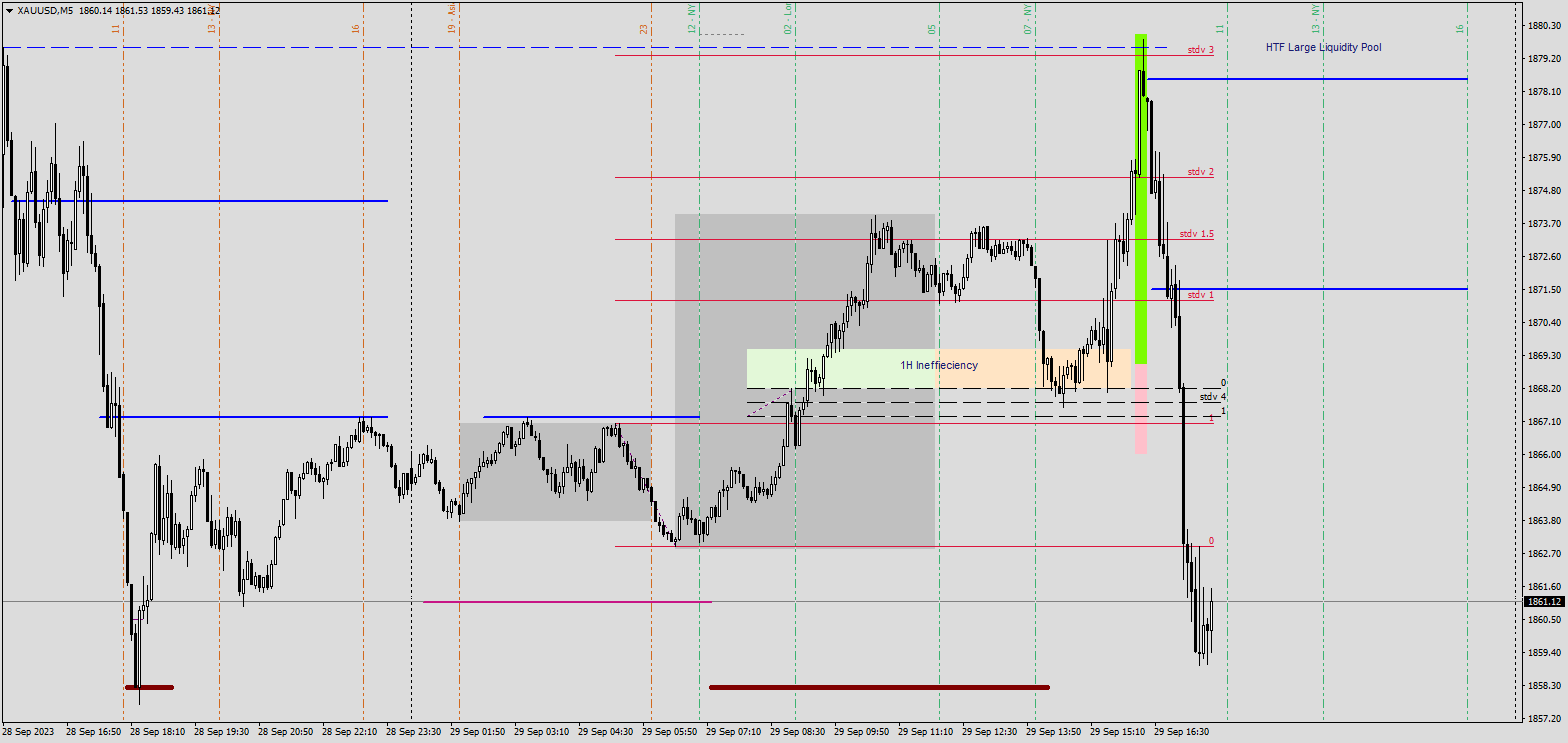 XAUUSD,M5 1860.14 1861.53 1859.43 1861.12
11
13 - NY
16
19 - Asi
23
12 - NY
02 - Lon
05
07 - NY
11
13 - NY
16
HTF Large Liquidity Pool
stdv 3
stdv 2
stdv 1.5
stdv 1
1H Ineffieciency
0
stdv 4
1
1
0
1880.30
1879.20
1878.10
1877.00
1875.90
1874.80
1873.70
1872.60
1871.50
1870.40
1869.30
1868.20
1867.10
1866.00
1864.90
1863.80
1862.70
1861.60
1861.12
1860.50
1859.40
1858.30
1857.20
28 Sep 2023
28 Sep 16:50
28 Sep 18:10
28 Sep 19:30
28 Sep 20:50
28 Sep 22:10
28 Sep 23:30
29 Sep 01:50
29 Sep 03:10
29 Sep 04:30
29 Sep 05:50
29 Sep 07:10
29 Sep 08:30
29 Sep 09:50
29 Sep 11:10
29 Sep 12:30
29 Sep 13:50
29 Sep 15:10
29 Sep 16:30